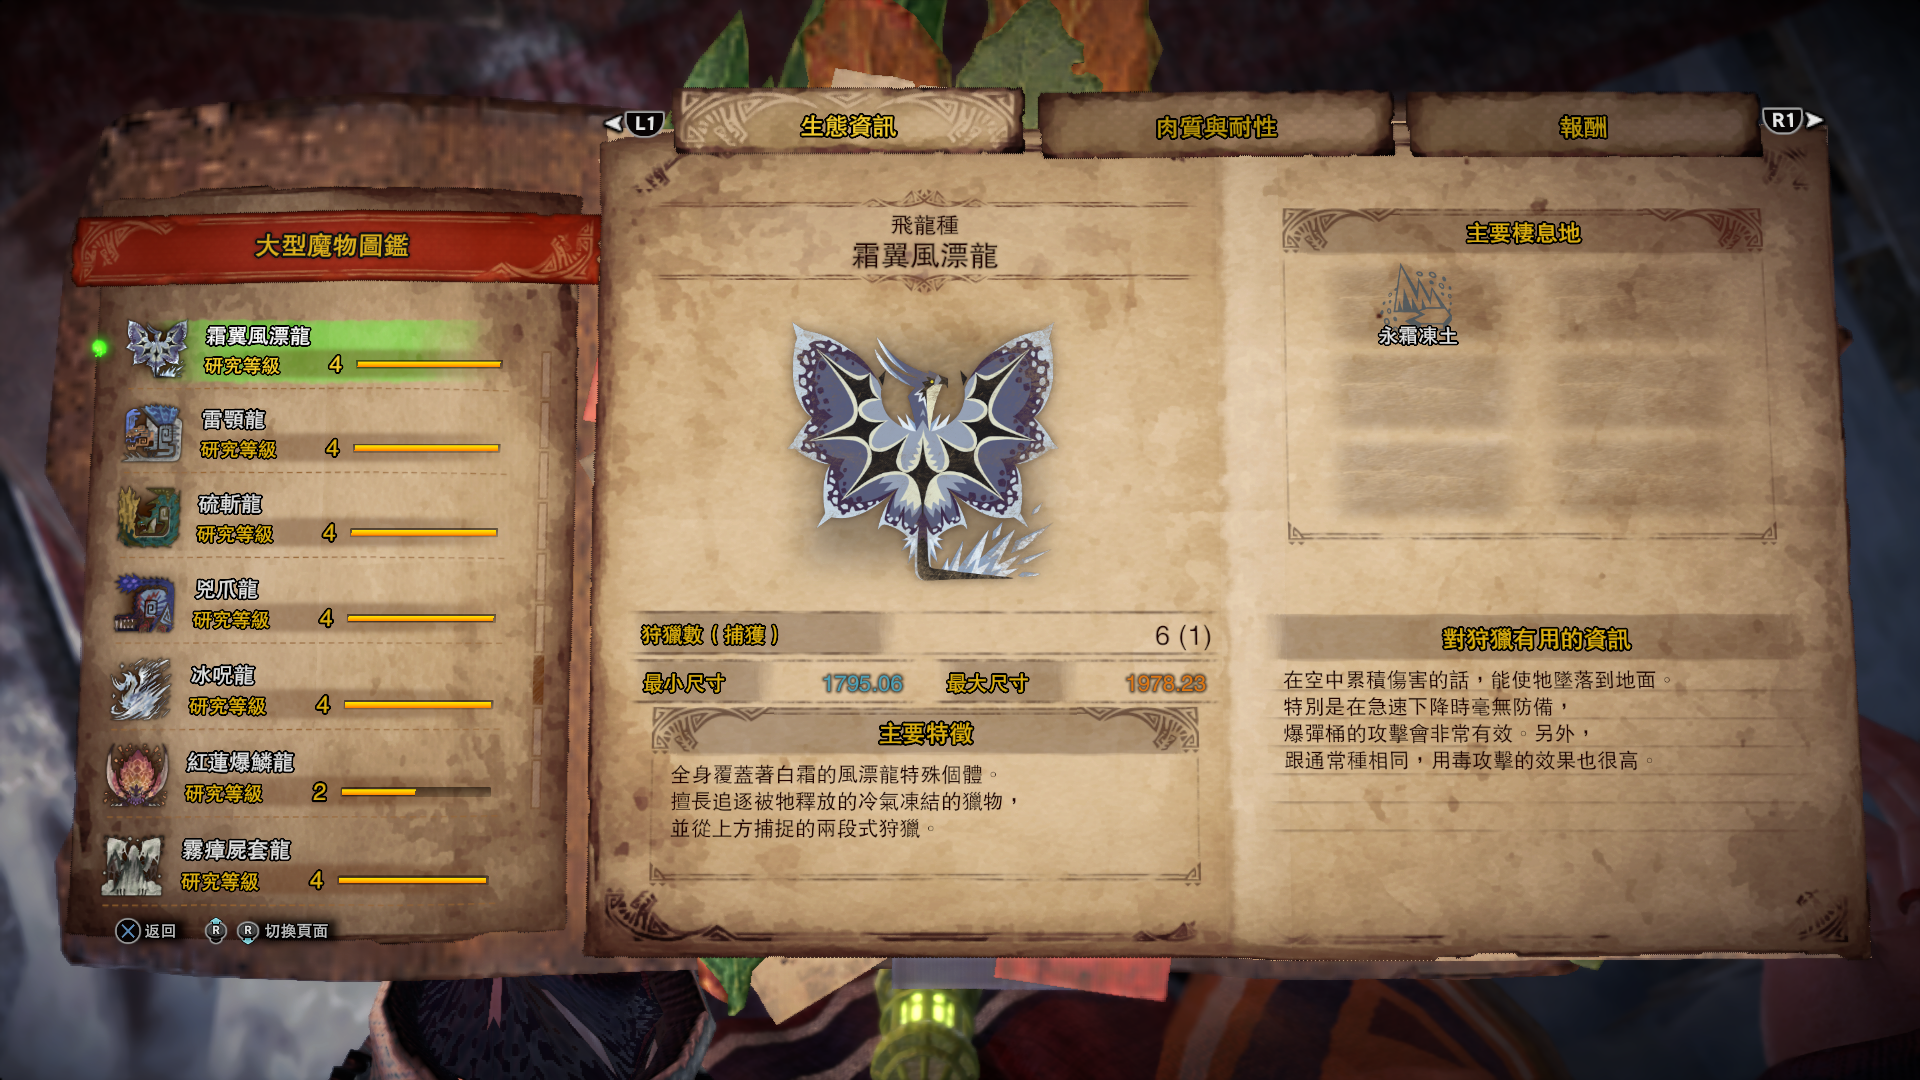 L1
生態資訊
肉質與耐性
報酬
R1
大型魔物圖鑑
霜翼風漂龍
研究等級 4
雷顎龍
研究等級 4
硫斬龍
研究等級 4
兇爪龍
研究等級 4
冰呪龍
研究等級 4
紅蓮爆鱗龍
研究等級 2
霧瘴屍套龍
研究等級 4
返回 R R 切換頁面
飛龍種
霜翼風漂龍
狩獵數(捕獲) 6 (1)
最小尺寸 1795.06 最大尺寸 1978.23
主要特徵
全身覆蓋著白霜的風漂龍特殊個體。
擅長追逐被牠釋放的冷氣凍結的獵物，
並從上方捕捉的兩段式狩獵。
主要棲息地
永霜凍土
對狩獵有用的資訊
在空中累積傷害的話，能使牠墜落到地面。
特別是在急速下降時毫無防備，
爆彈桶的攻擊會非常有效。另外，
跟通常種相同，用毒攻擊的效果也很高。